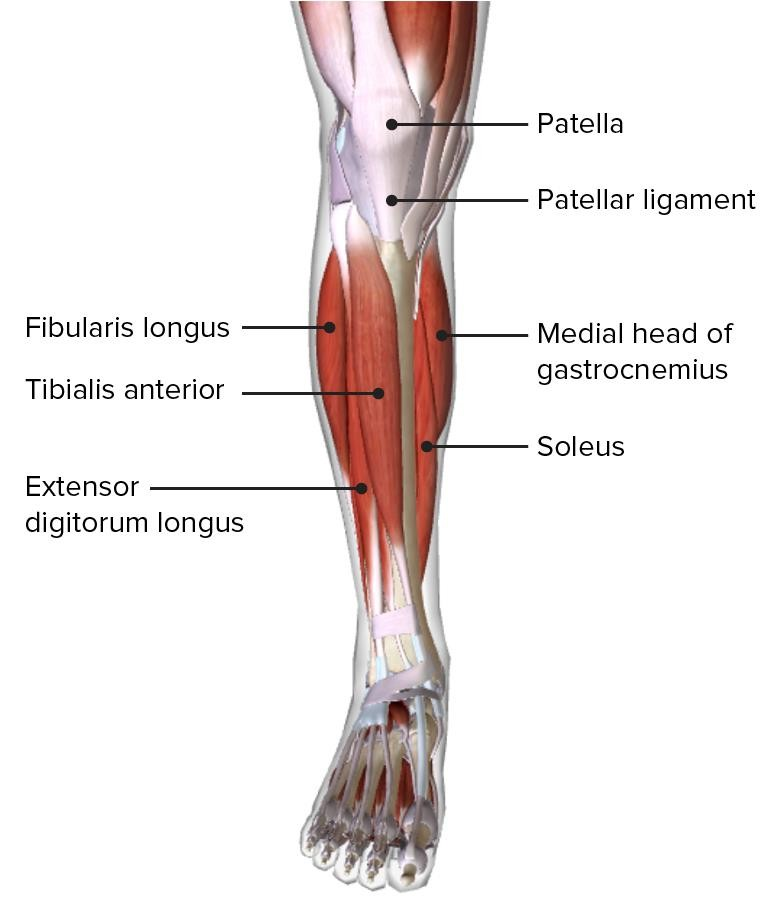 Patella
Patellar ligament
Fibularis longus
Medial head of
gastrocnemius
Tibialis anterior
Soleus
Extensor
digitorum longus